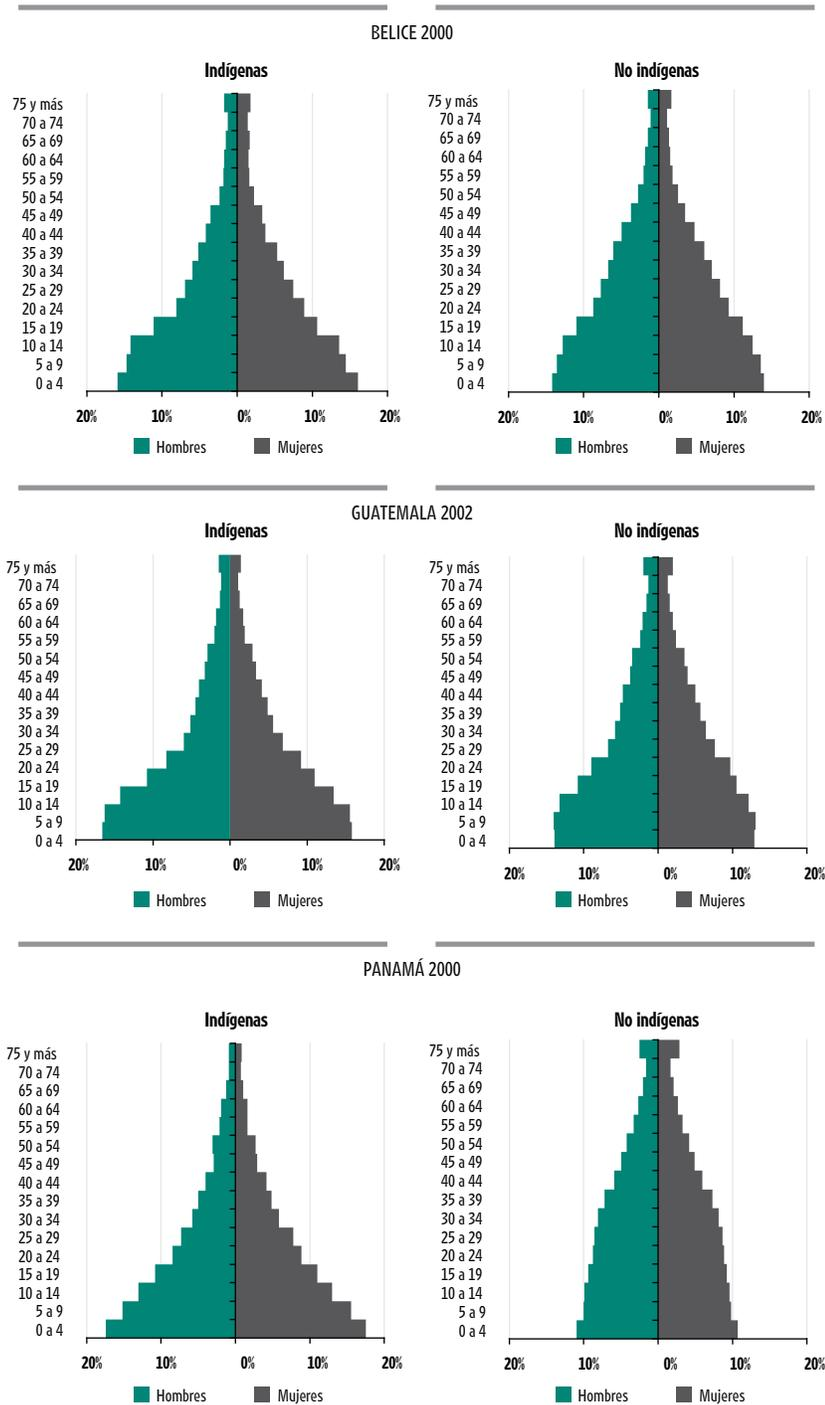 BELICE 2000
Indígenas
75 y más
70 a 74
65 a 69
60 a 64
55 a 59
50 a 54
45 a 49
40 a 44
35 a 39
30 a 34
25 a 29
20 a 24
15 a 19
10 a 14
5 a 9
0 a 4
20% 10% 0% 10% 20%
Hombres Mujeres
No indígenas
75 y más
70 a 74
65 a 69
60 a 64
55 a 59
50 a 54
45 a 49
40 a 44
35 a 39
30 a 34
25 a 29
20 a 24
15 a 19
10 a 14
5 a 9
0 a 4
20% 10% 0% 10% 20%
Hombres Mujeres
GUATEMALA 2002
Indígenas
75 y más
70 a 74
65 a 69
60 a 64
55 a 59
50 a 54
45 a 49
40 a 44
35 a 39
30 a 34
25 a 29
20 a 24
15 a 19
10 a 14
5 a 9
0 a 4
20% 10% 0% 10% 20%
Hombres Mujeres
No indígenas
75 y más
70 a 74
65 a 69
60 a 64
55 a 59
50 a 54
45 a 49
40 a 44
35 a 39
30 a 34
25 a 29
20 a 24
15 a 19
10 a 14
5 a 9
0 a 4
20% 10% 0% 10% 20%
Hombres Mujeres
PANAMÁ 2000
Indígenas
75 y más
70 a 74
65 a 69
60 a 64
55 a 59
50 a 54
45 a 49
40 a 44
35 a 39
30 a 34
25 a 29
20 a 24
15 a 19
10 a 14
5 a 9
0 a 4
20% 10% 0% 10% 20%
Hombres Mujeres
No indígenas
75 y más
70 a 74
65 a 69
60 a 64
55 a 59
50 a 54
45 a 49
40 a 44
35 a 39
30 a 34
25 a 29
20 a 24
15 a 19
10 a 14
5 a 9
0 a 4
20% 10% 0% 10% 20%
Hombres Mujeres